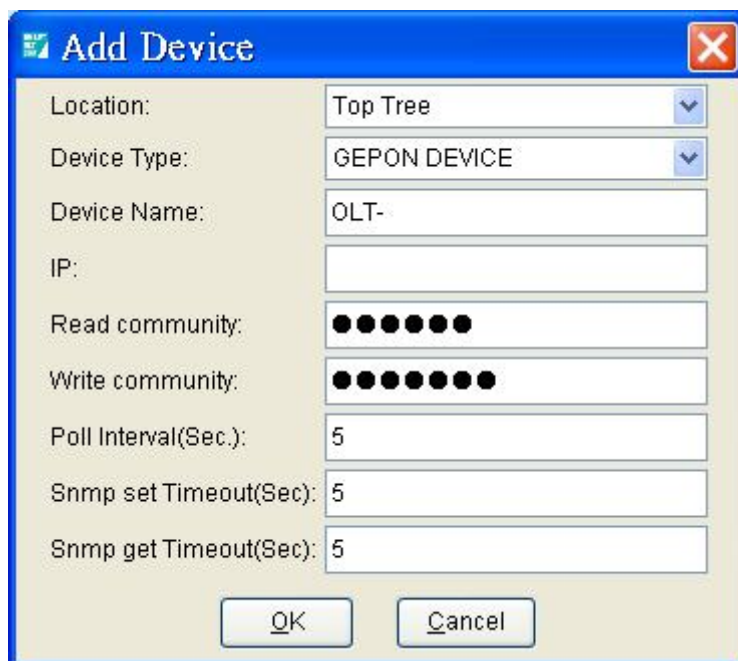 Add Device
Location: Top Tree
Device Type: GEPON DEVICE
Device Name: OLT-
IP:
Read community: ●●●●●●
Write community: ●●●●●●●
Poll Interval(Sec.): 5
Snmp set Timeout(Sec): 5
Snmp get Timeout(Sec): 5
OK Cancel